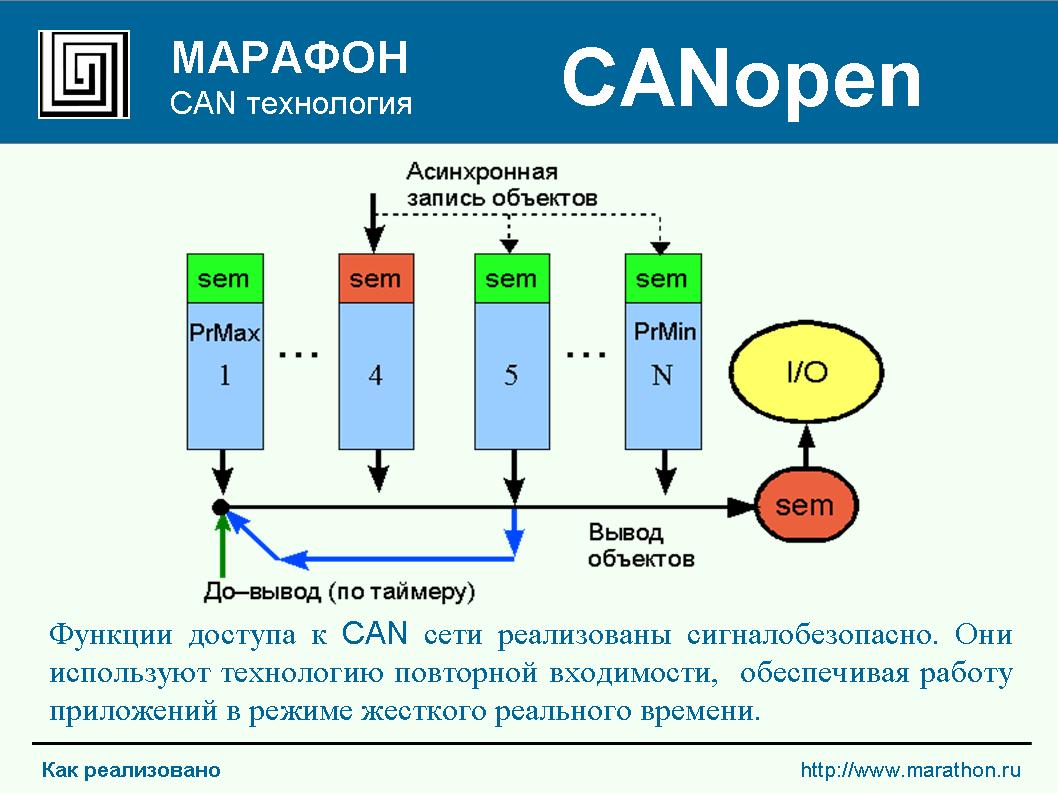 МАРАФОН
CAN технология
CANopen
Асинхронная
запись объектов
sem sem sem sem
PrMax ... ... PrMin
1 4 5 N
I/O
sem
Вывод
объектов
До–вывод (по таймеру)
Функции доступа к CAN сети реализованы сигналобезопасно. Они
используют технологию повторной входимости, обеспечивая работу
приложений в режиме жесткого реального времени.
Как реализовано
http://www.marathon.ru